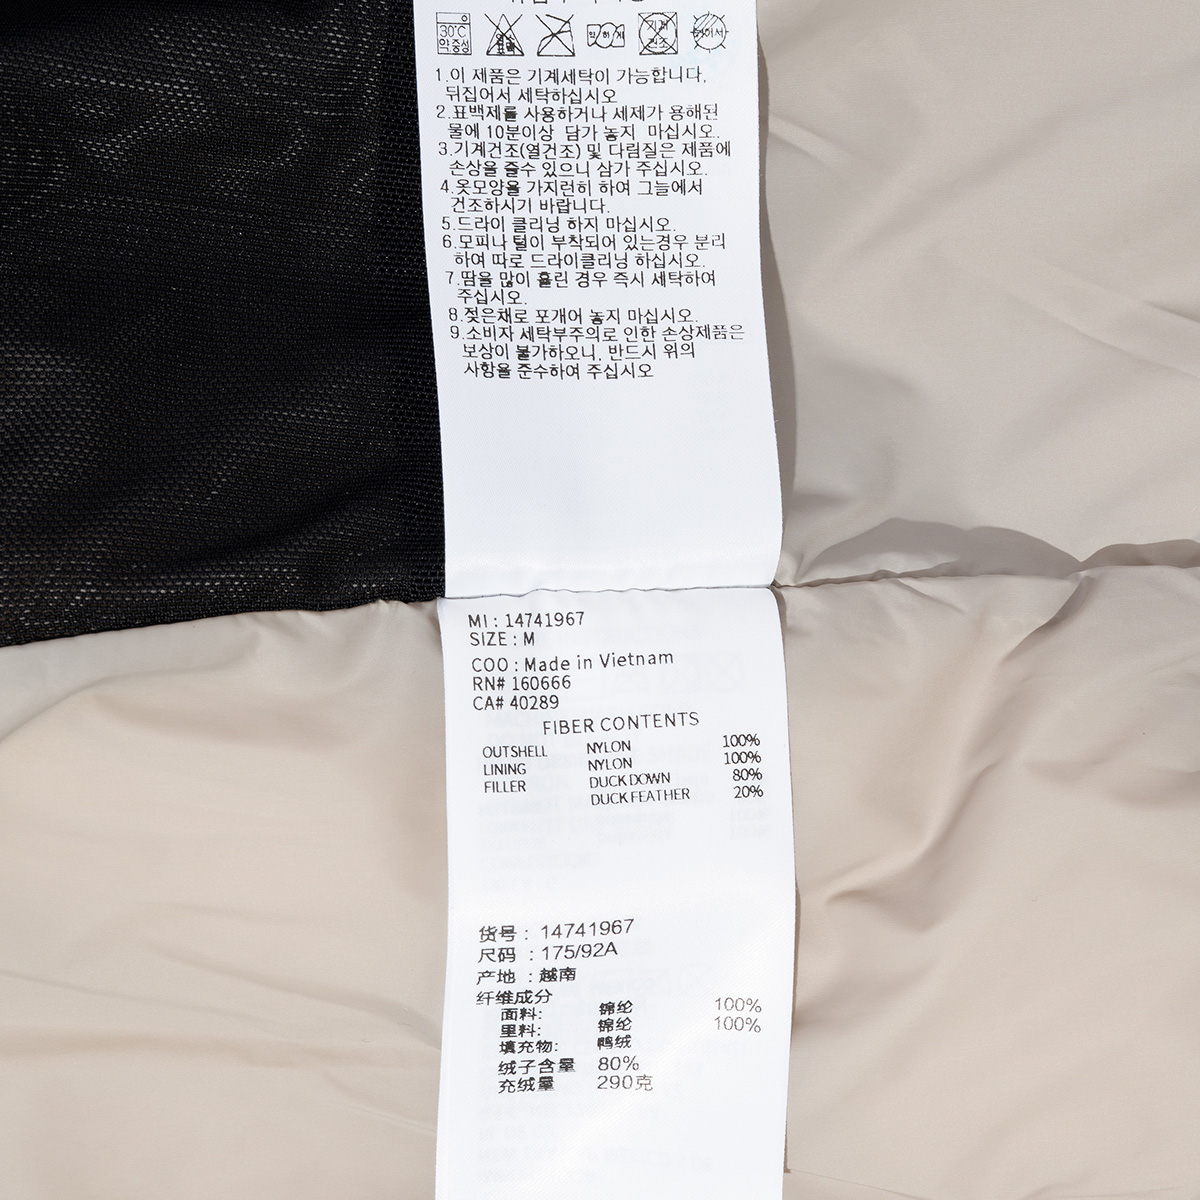 30℃
약중성
1.이 제품은 기계세탁이 가능합니다,
뒤집어서 세탁하십시오
2.표백제를 사용하거나 세제가 용해된
물에 10분이상 담가 놓지 마십시오.
3.기계건조(열건조) 및 다림질은 제품에
손상을 줄수 있으니 삼가 주십시오.
4.옷모양을 가지런히 하여 그늘에서
건조하시기 바랍니다.
5.드라이 클리닝 하지 마십시오.
6.모피나 털이 부착되어 있는경우 분리
하여 따로 드라이클리닝 하십시오.
7.땀을 많이 흘린 경우 즉시 세탁하여
주십시오.
8.젖은채로 포개어 놓지 마십시오.
9.소비자 세탁부주의로 인한 손상제품은
보상이 불가하오니, 반드시 위의
사항을 준수하여 주십시오
MI : 14741967
SIZE : M
COO : Made in Vietnam
RN# 160666
CA# 40289
FIBER CONTENTS
OUTSHELL NYLON 100%
LINING NYLON 100%
FILLER DUCK DOWN 80%
DUCK FEATHER 20%
货号 : 14741967
尺码 : 175/92A
产地 : 越南
纤维成分
面料: 锦纶 100%
里料: 锦纶 100%
填充物: 鸭绒
绒子含量 80%
充绒量 290克